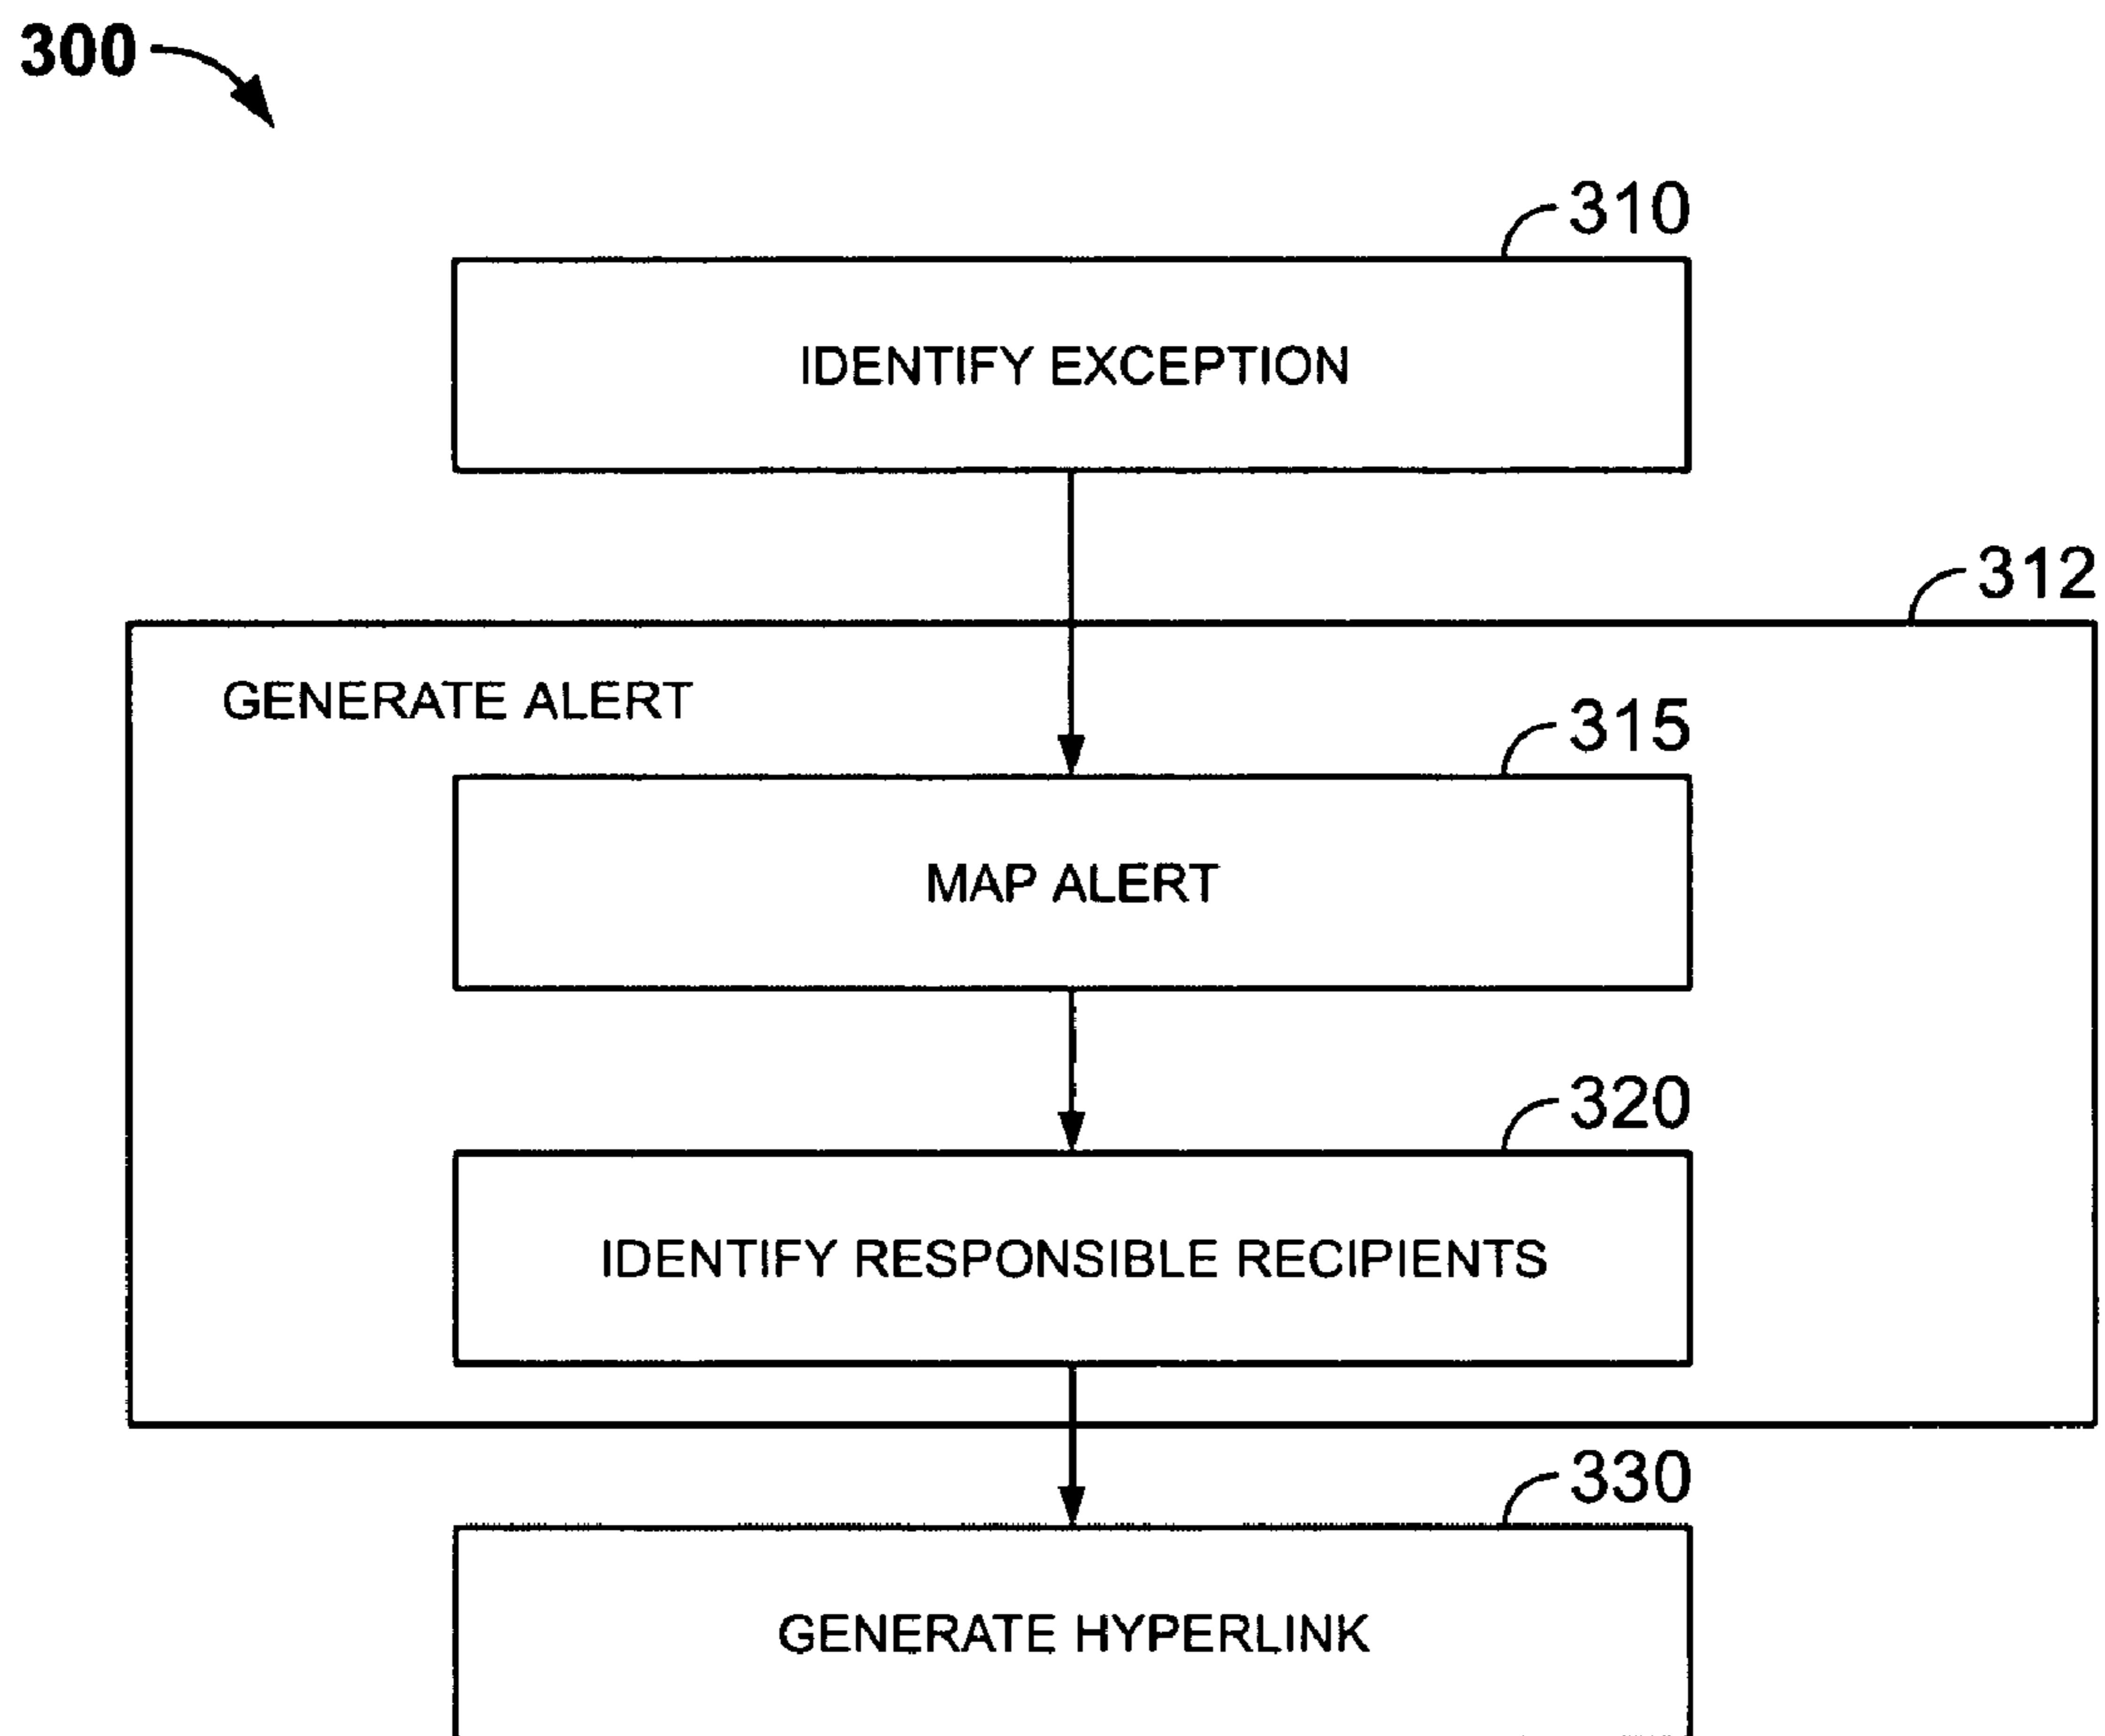 300
310
IDENTIFY EXCEPTION
312
GENERATE ALERT
315
MAP ALERT
320
IDENTIFY RESPONSIBLE RECIPIENTS
330
GENERATE HYPERLINK